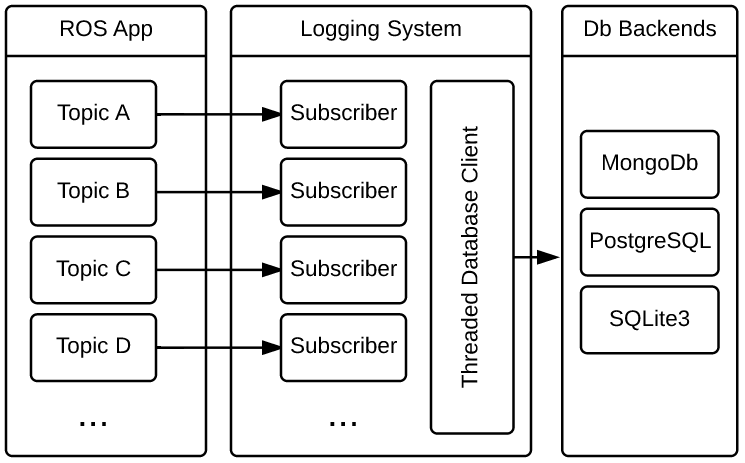 ROS App
Logging System
Db Backends
Topic A
Topic B
Topic C
Topic D
...
Subscriber
Subscriber
Subscriber
Subscriber
...
Threaded Database Client
MongoDb
PostgreSQL
SQLite3